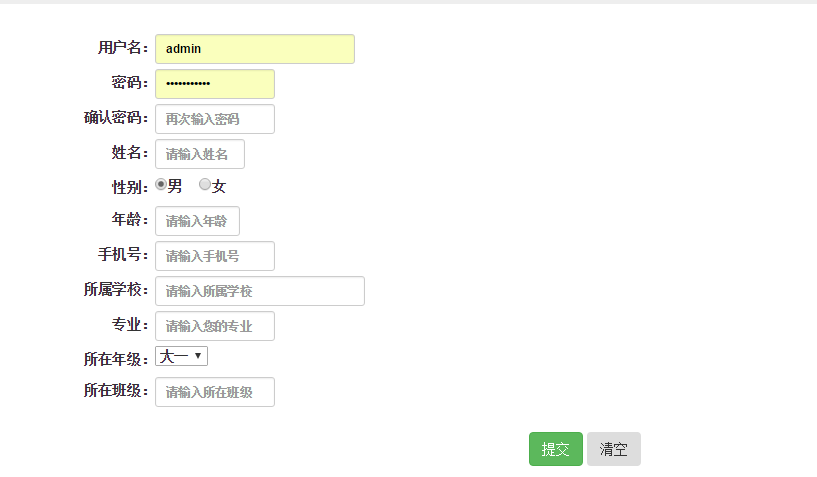 用户名： admin
密码： •••••••••••
确认密码： 再次输入密码
姓名： 请输入姓名
性别： 男 女
年龄： 请输入年龄
手机号： 请输入手机号
所属学校： 请输入所属学校
专业： 请输入您的专业
所在年级： 大一
所在班级： 请输入所在班级
提交 清空